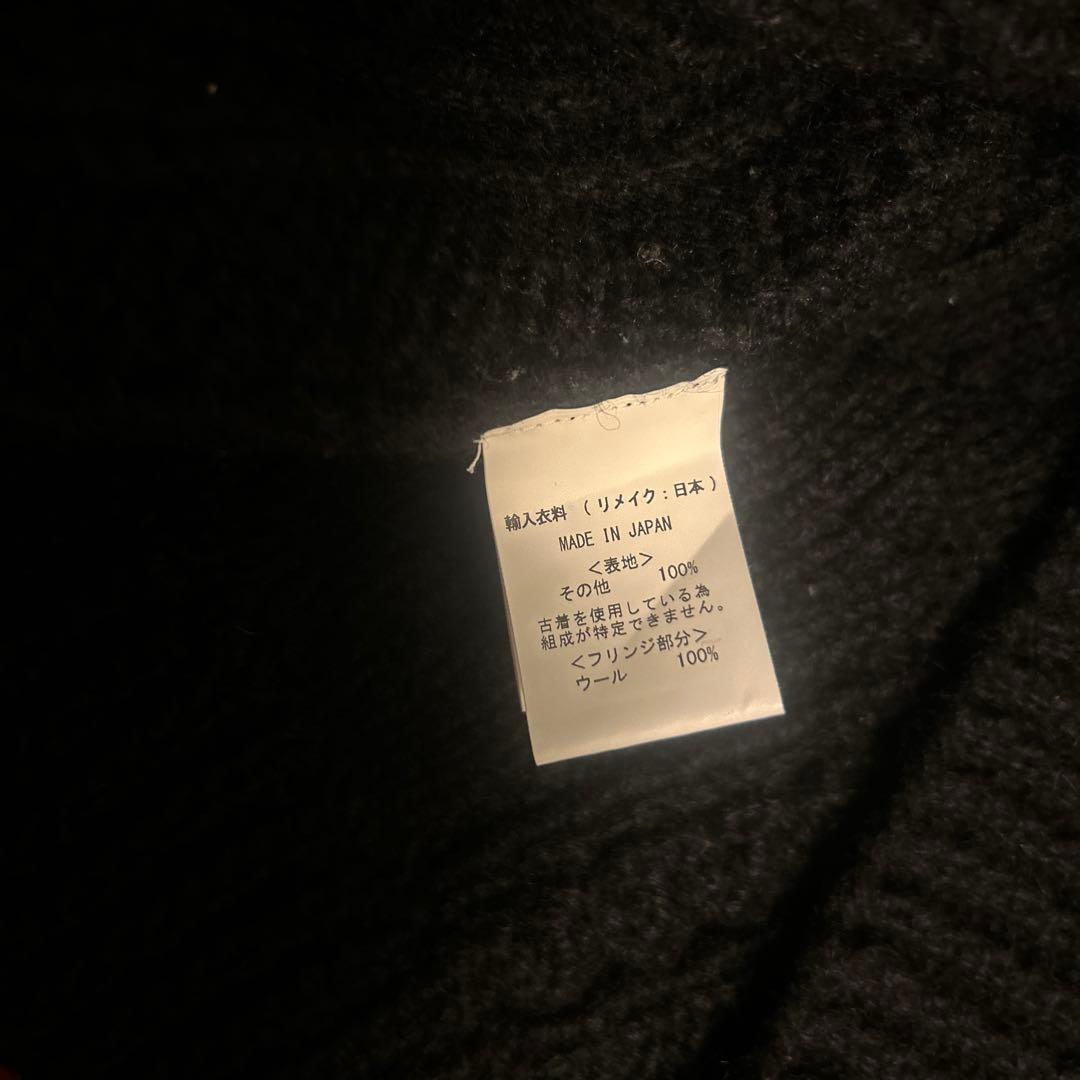 輸入衣料 （リメイク：日本）
MADE IN JAPAN
＜表地＞
その他 100%
古着を使用している為
組成が特定できません。
＜フリンジ部分＞
ウール 100%